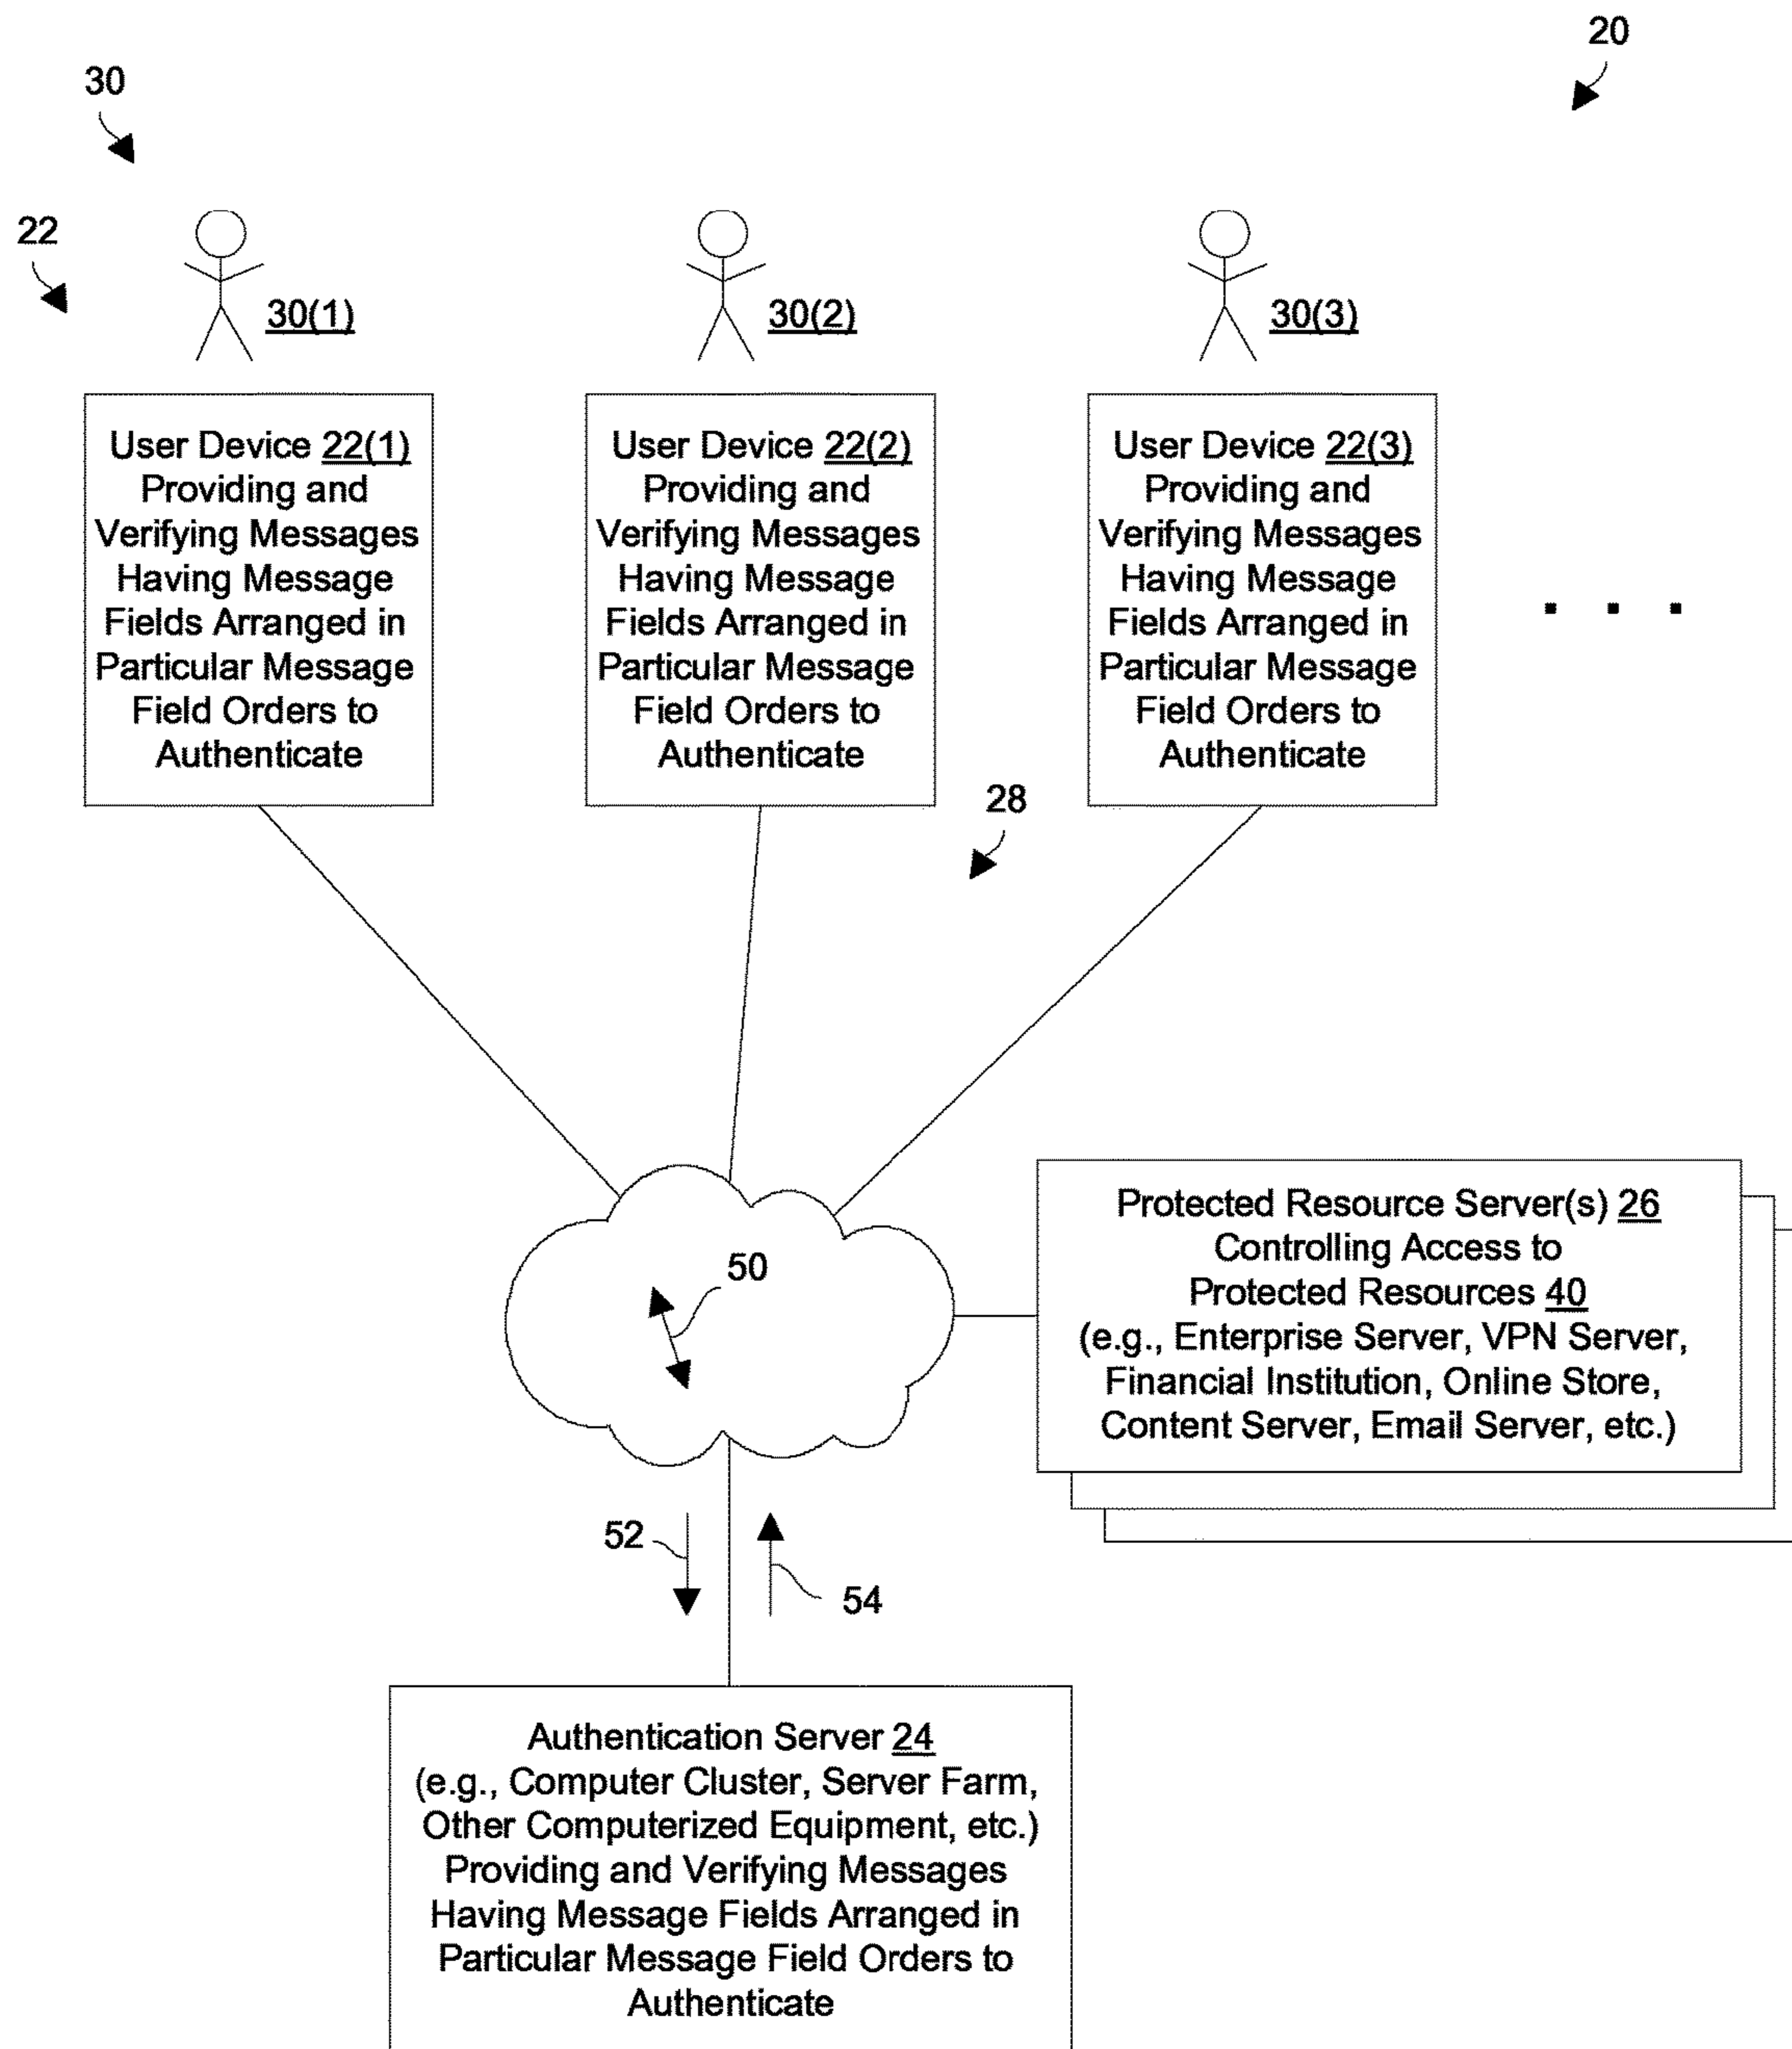 20
30
22
30(1)
30(2)
30(3)
User Device 22(1)
Providing and
Verifying Messages
Having Message
Fields Arranged in
Particular Message
Field Orders to
Authenticate
User Device 22(2)
Providing and
Verifying Messages
Having Message
Fields Arranged in
Particular Message
Field Orders to
Authenticate
User Device 22(3)
Providing and
Verifying Messages
Having Message
Fields Arranged in
Particular Message
Field Orders to
Authenticate
. . .
28
50
Protected Resource Server(s) 26
Controlling Access to
Protected Resources 40
(e.g., Enterprise Server, VPN Server,
Financial Institution, Online Store,
Content Server, Email Server, etc.)
52
54
Authentication Server 24
(e.g., Computer Cluster, Server Farm,
Other Computerized Equipment, etc.)
Providing and Verifying Messages
Having Message Fields Arranged in
Particular Message Field Orders to
Authenticate